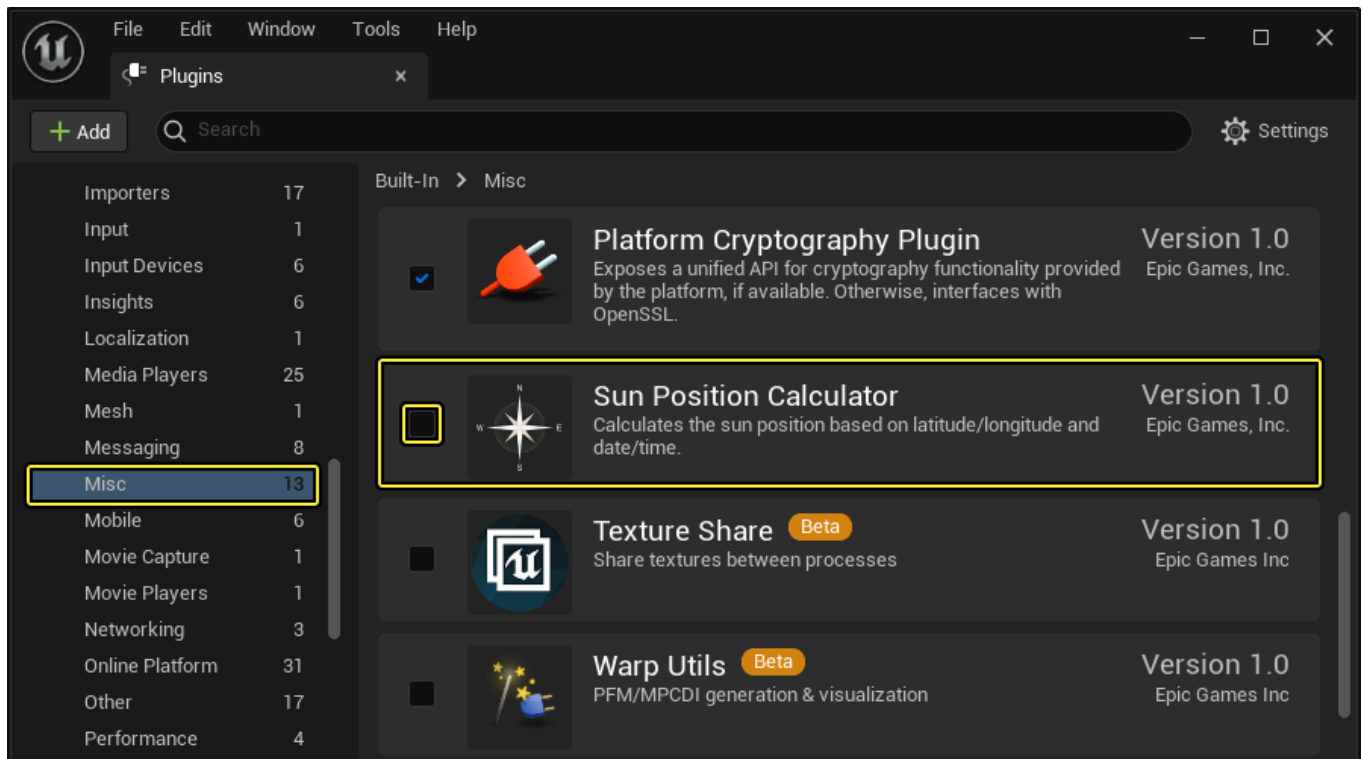 File Edit Window Tools Help
Plugins
Add Search Settings
Importers 17
Input 1
Input Devices 6
Insights 6
Localization 1
Media Players 25
Mesh 1
Messaging 8
Misc 13
Mobile 6
Movie Capture 1
Movie Players 1
Networking 3
Online Platform 31
Other 17
Performance 4
Built-In > Misc
Platform Cryptography Plugin
Exposes a unified API for cryptography functionality provided
by the platform, if available. Otherwise, interfaces with
OpenSSL.
Version 1.0
Epic Games, Inc.
N
W E
S
Sun Position Calculator
Calculates the sun position based on latitude/longitude and
date/time.
Version 1.0
Epic Games, Inc.
Texture Share Beta
Share textures between processes
Version 1.0
Epic Games Inc
Warp Utils Beta
PFM/MPCDI generation & visualization
Version 1.0
Epic Games Inc